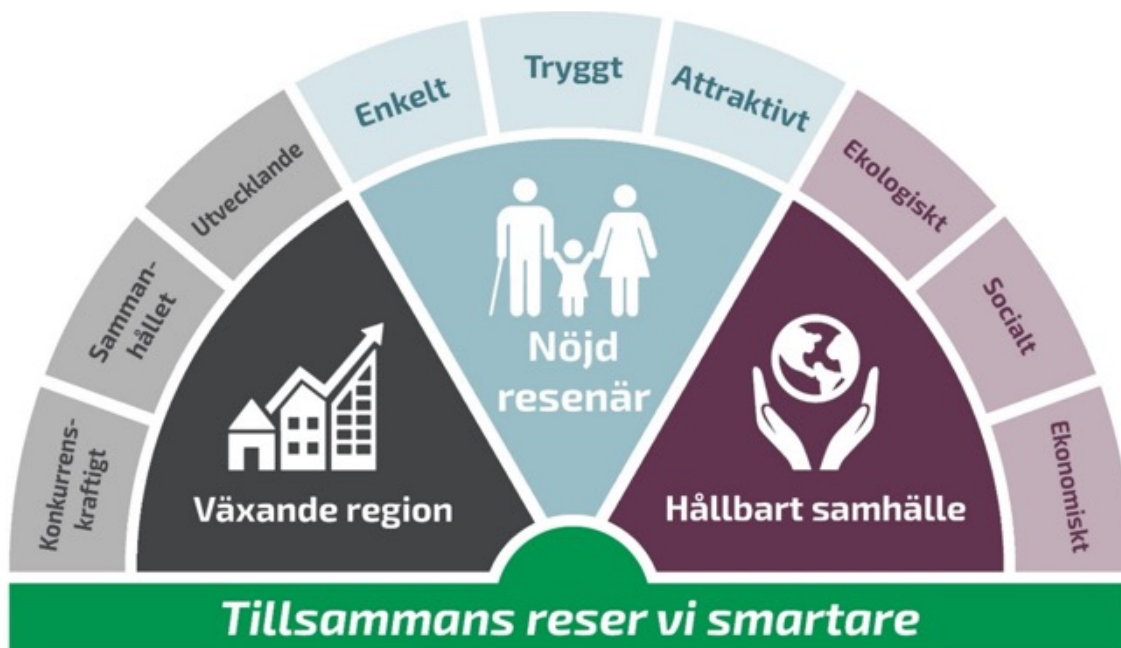 Konkurrens-
kraftigt
Samman-
hållet
Utvecklande
Enkelt
Tryggt
Attraktivt
Ekologiskt
Socialt
Ekonomiskt
Växande region
Nöjd
resenär
Hållbart samhälle
Tillsammans reser vi smartare